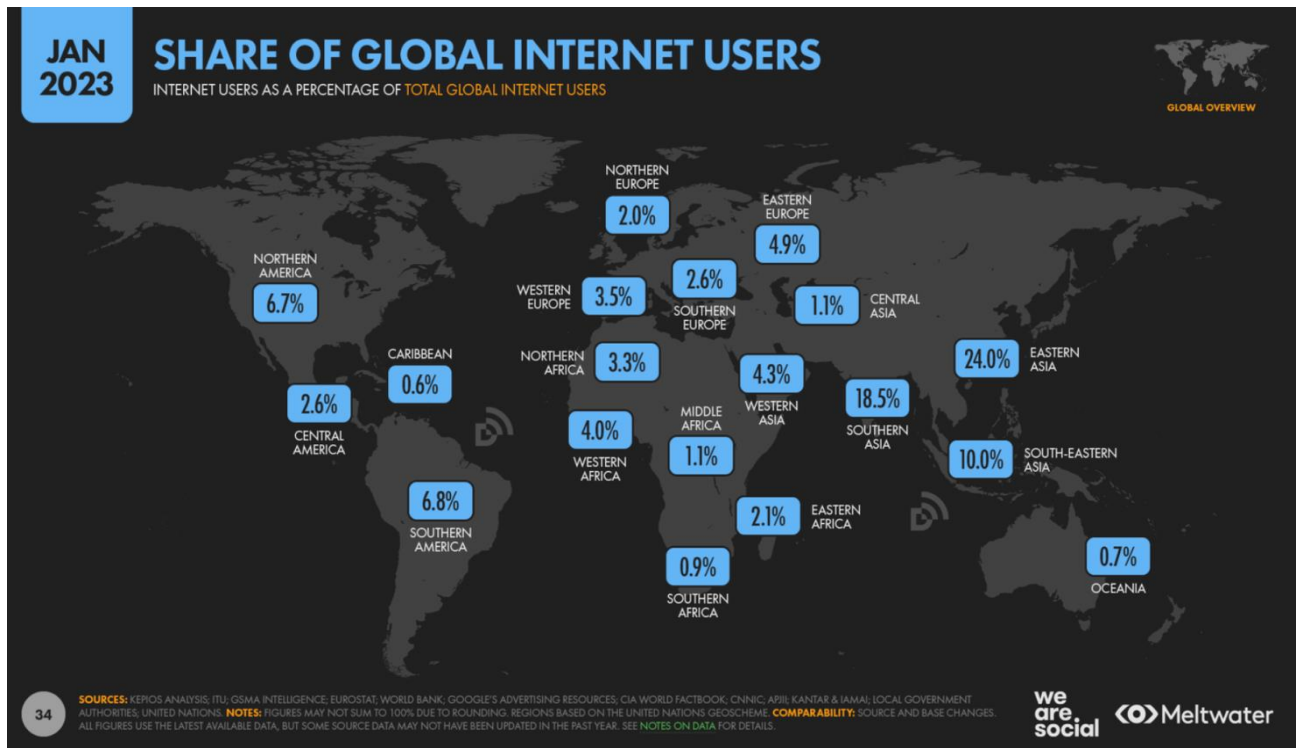 JAN
2023
SHARE OF GLOBAL INTERNET USERS
INTERNET USERS AS A PERCENTAGE OF TOTAL GLOBAL INTERNET USERS
GLOBAL OVERVIEW
NORTHERN
EUROPE
2.0%
EASTERN
EUROPE
4.9%
NORTHERN
AMERICA
6.7%
WESTERN
EUROPE
3.5%
2.6%
SOUTHERN
EUROPE
1.1%
CENTRAL
ASIA
CARIBBEAN
0.6%
NORTHERN
AFRICA
3.3%
4.3%
WESTERN
ASIA
24.0%
EASTERN
ASIA
2.6%
CENTRAL
AMERICA
4.0%
WESTERN
AFRICA
MIDDLE
AFRICA
1.1%
18.5%
SOUTHERN
ASIA
10.0%
SOUTH-EASTERN
ASIA
6.8%
SOUTHERN
AMERICA
2.1%
EASTERN
AFRICA
0.9%
SOUTHERN
AFRICA
0.7%
OCEANIA
34
SOURCES: KEPIOS ANALYSIS; ITU; GSMA INTELLIGENCE; EUROSTAT; WORLD BANK; GOOGLE'S ADVERTISING RESOURCES; CIA WORLD FACTBOOK; CNNIC; APJII; KANTAR & IAMAI; LOCAL GOVERNMENT
AUTHORITIES; UNITED NATIONS. NOTES: FIGURES MAY NOT SUM TO 100% DUE TO ROUNDING. REGIONS BASED ON THE UNITED NATIONS GEOSCHEME. COMPARABILITY: SOURCE AND BASE CHANGES.
ALL FIGURES USE THE LATEST AVAILABLE DATA, BUT SOME SOURCE DATA MAY NOT HAVE BEEN UPDATED IN THE PAST YEAR. SEE NOTES ON DATA FOR DETAILS.
we
are
social
Meltwater